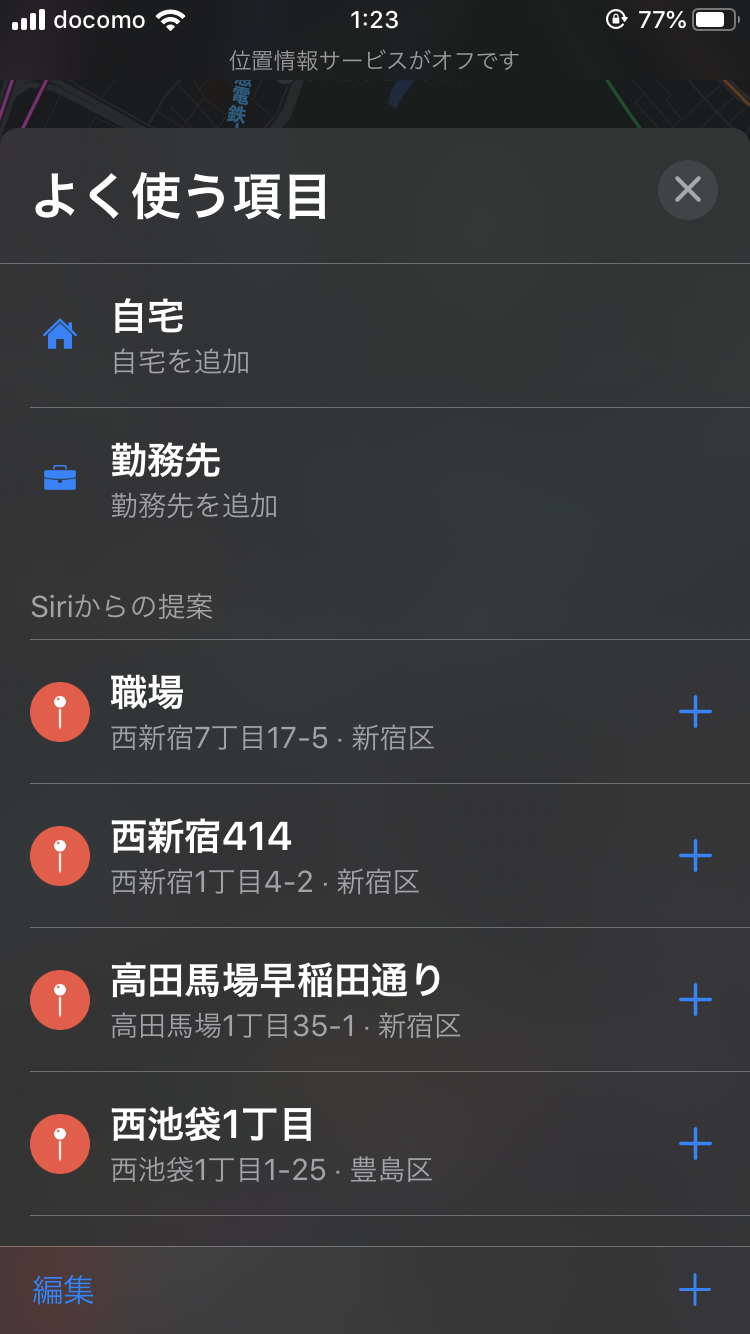 docomo 1:23 77%
位置情報サービスがオフです
電鉄
よく使う項目
自宅
自宅を追加
勤務先
勤務先を追加
Siriからの提案
職場
西新宿7丁目17-5 · 新宿区
西新宿414
西新宿1丁目4-2 · 新宿区
高田馬場早稲田通り
高田馬場1丁目35-1 · 新宿区
西池袋1丁目
西池袋1丁目1-25 · 豊島区
編集